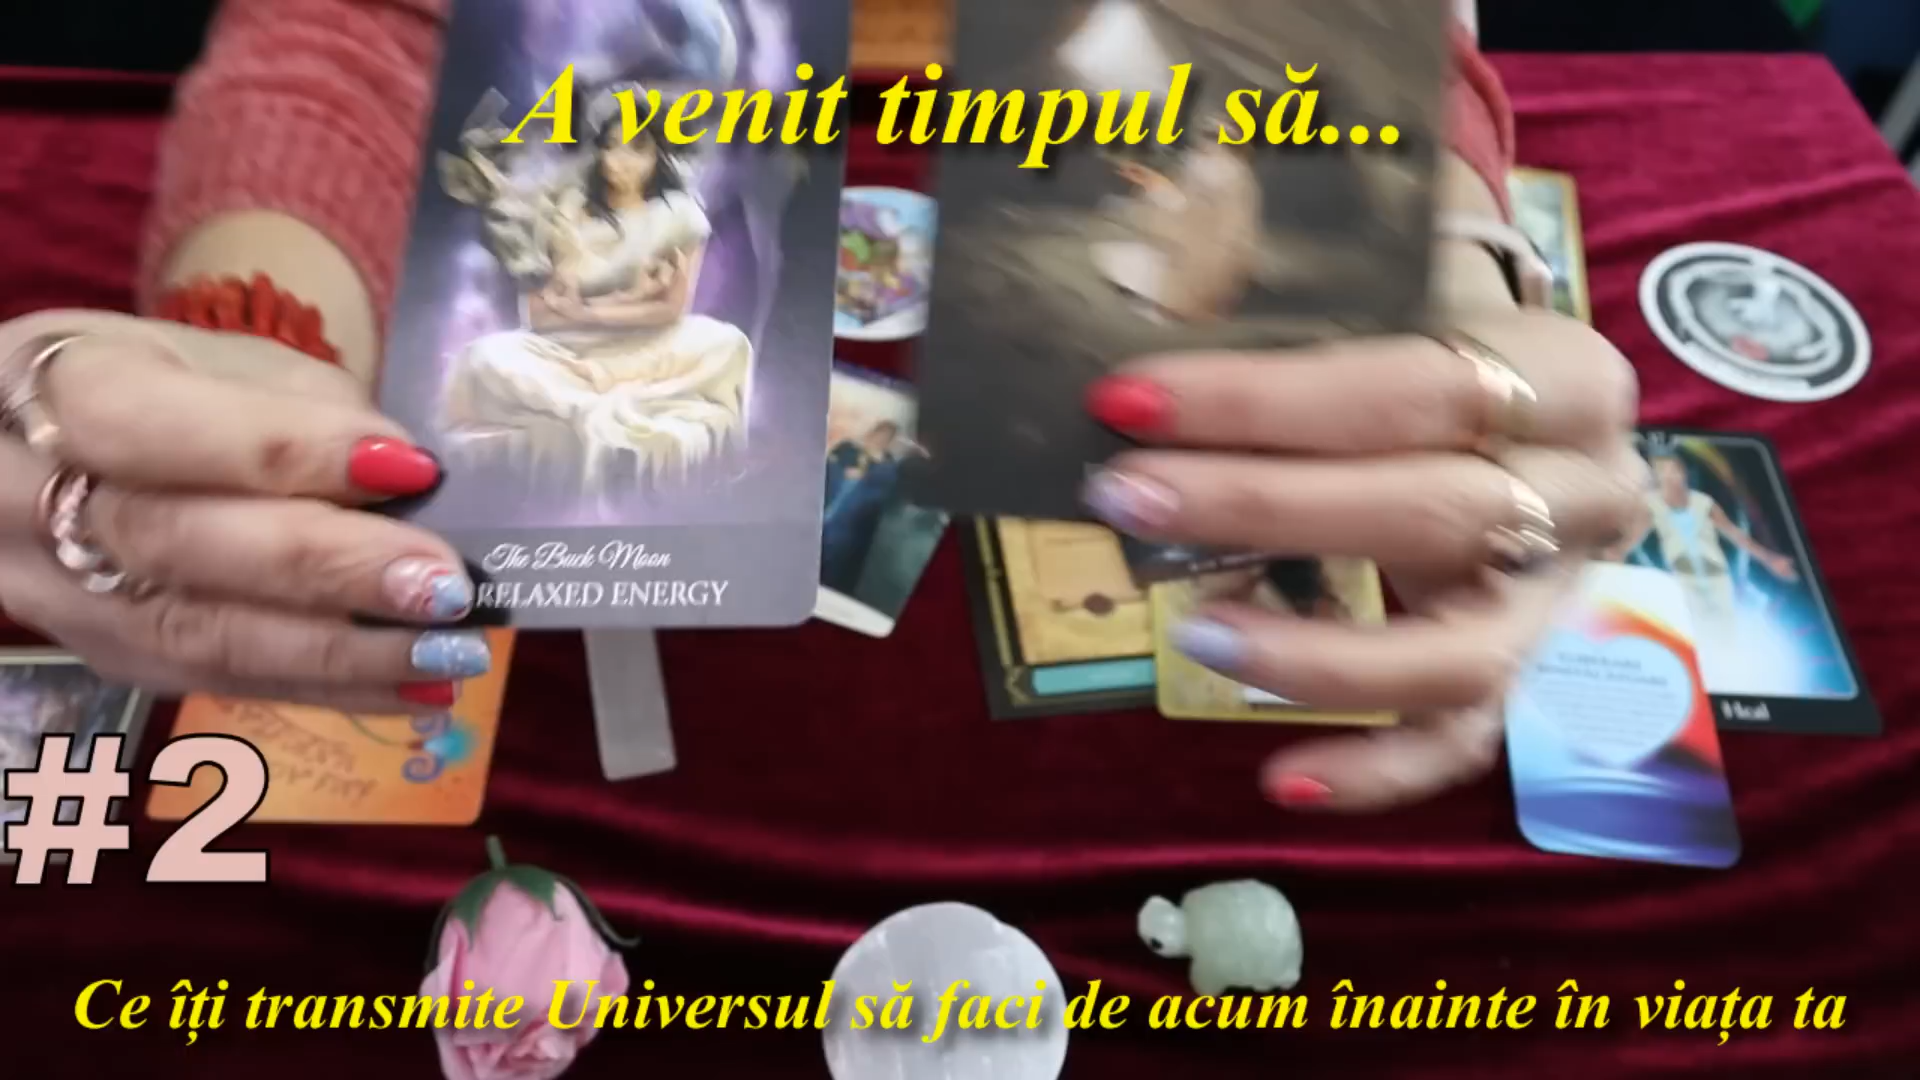 A venit timpul să...
The Buck Moon
RELAXED ENERGY
Heal
#2
Ce îți transmite Universul să faci de acum înainte în viața ta